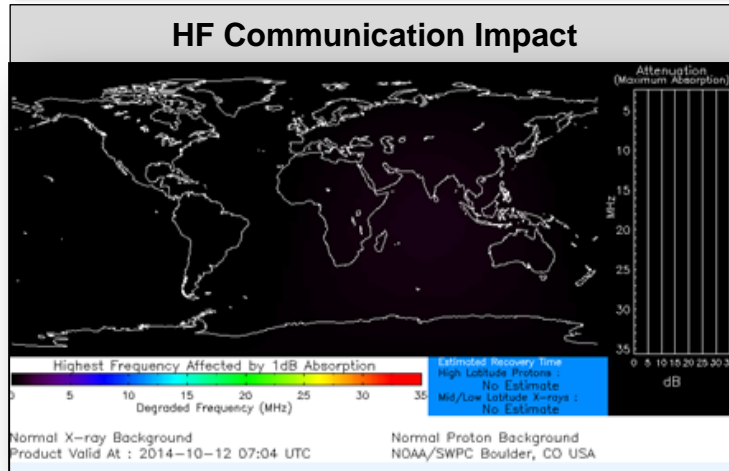 HF Communication Impact
Attenuation
(Maximum Absorption)
5
10
15
20
25
30
35
MHz
0 5 10 15 20 25 30 3
dB
Highest Frequency Affected by 1dB Absorption
0 5 10 15 20 25 30 35
Degraded Frequency (MHz)
Estimated Recovery Time
High Latitude Protons :
No Estimate
Mid/Low Latitude X-rays :
No Estimate
Normal X-ray Background
Normal Proton Background
Product Valid At : 2014-10-12 07:04 UTC
NOAA/SWPC Boulder, CO USA